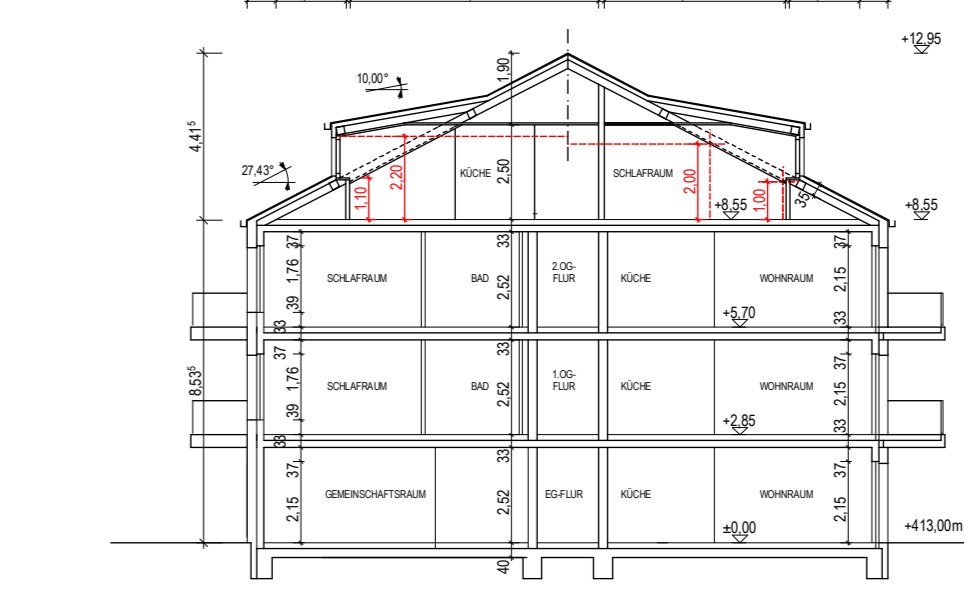 +12,95
1,90
10,00°
4,41⁵
27,43°
KÜCHE
2,50
SCHLAFRAUM
2,20
2,00
1,10
1,00
35
+8,55
+8,55
37
33
37
1,76
SCHLAFRAUM
BAD
2,52
2.OG-
FLUR
KÜCHE
WOHNRAUM
2,15
39
33
+5,70
33
37
33
37
1,76
SCHLAFRAUM
BAD
2,52
1.OG-
FLUR
KÜCHE
WOHNRAUM
2,15
8,53⁵
39
33
+2,85
33
37
33
37
GEMEINSCHAFTSRAUM
EG-FLUR
KÜCHE
WOHNRAUM
2,15
2,52
2,15
±0,00
+413,00m
40